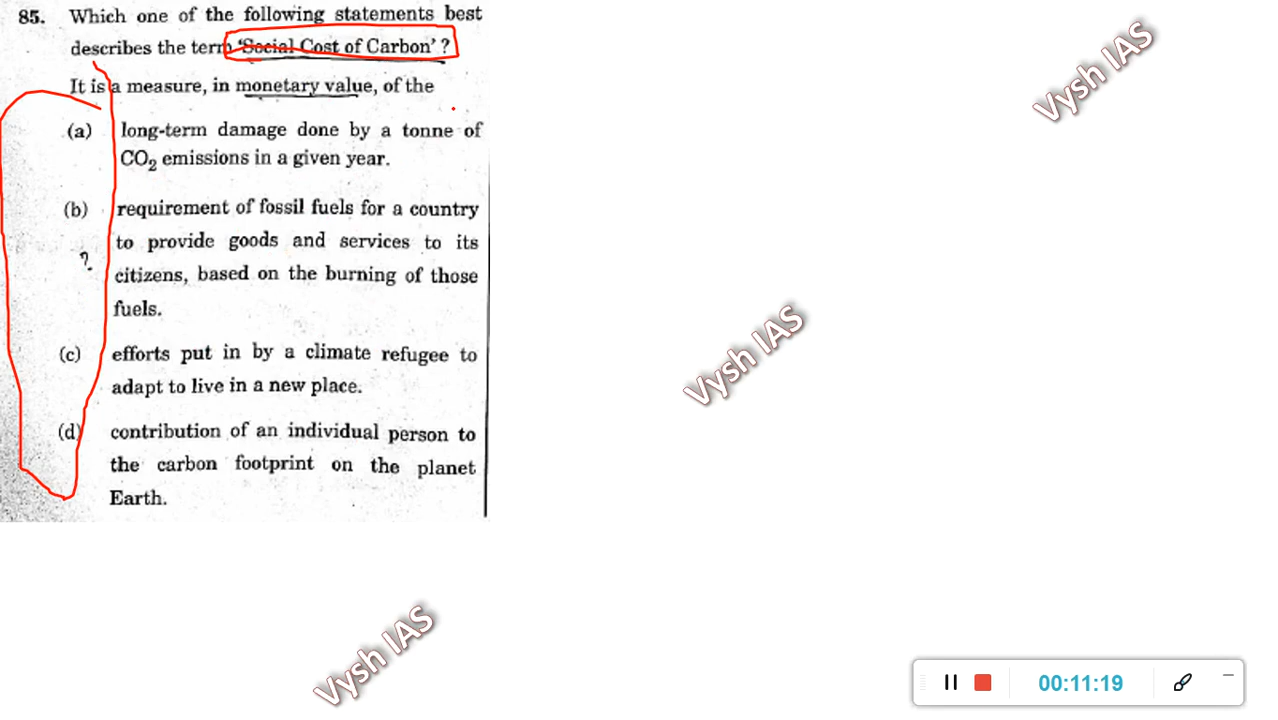 85. Which one of the following statements best
describes the term 'Social Cost of Carbon' ?
It is a measure, in monetary value, of the
(a) long-term damage done by a tonne of
CO₂ emissions in a given year.
(b) requirement of fossil fuels for a country
to provide goods and services to its
?
citizens, based on the burning of those
fuels.
(c) efforts put in by a climate refugee to
adapt to live in a new place.
(d) contribution of an individual person to
the carbon footprint on the planet
Earth.
Vysh IAS
Vysh IAS
Vysh IAS
00:11:19